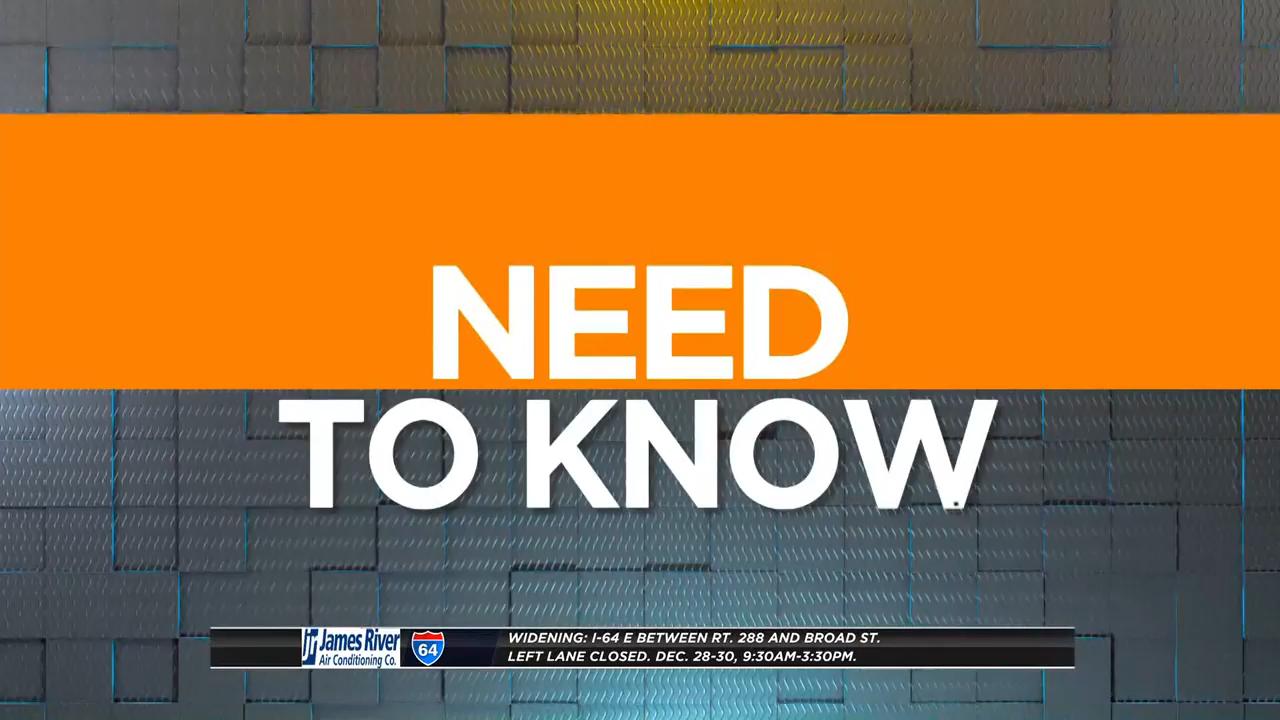 NEED
TO KNOW
James River
Air Conditioning Co.
64
WIDENING: I-64 E BETWEEN RT. 288 AND BROAD ST.
LEFT LANE CLOSED. DEC. 28-30, 9:30AM-3:30PM.